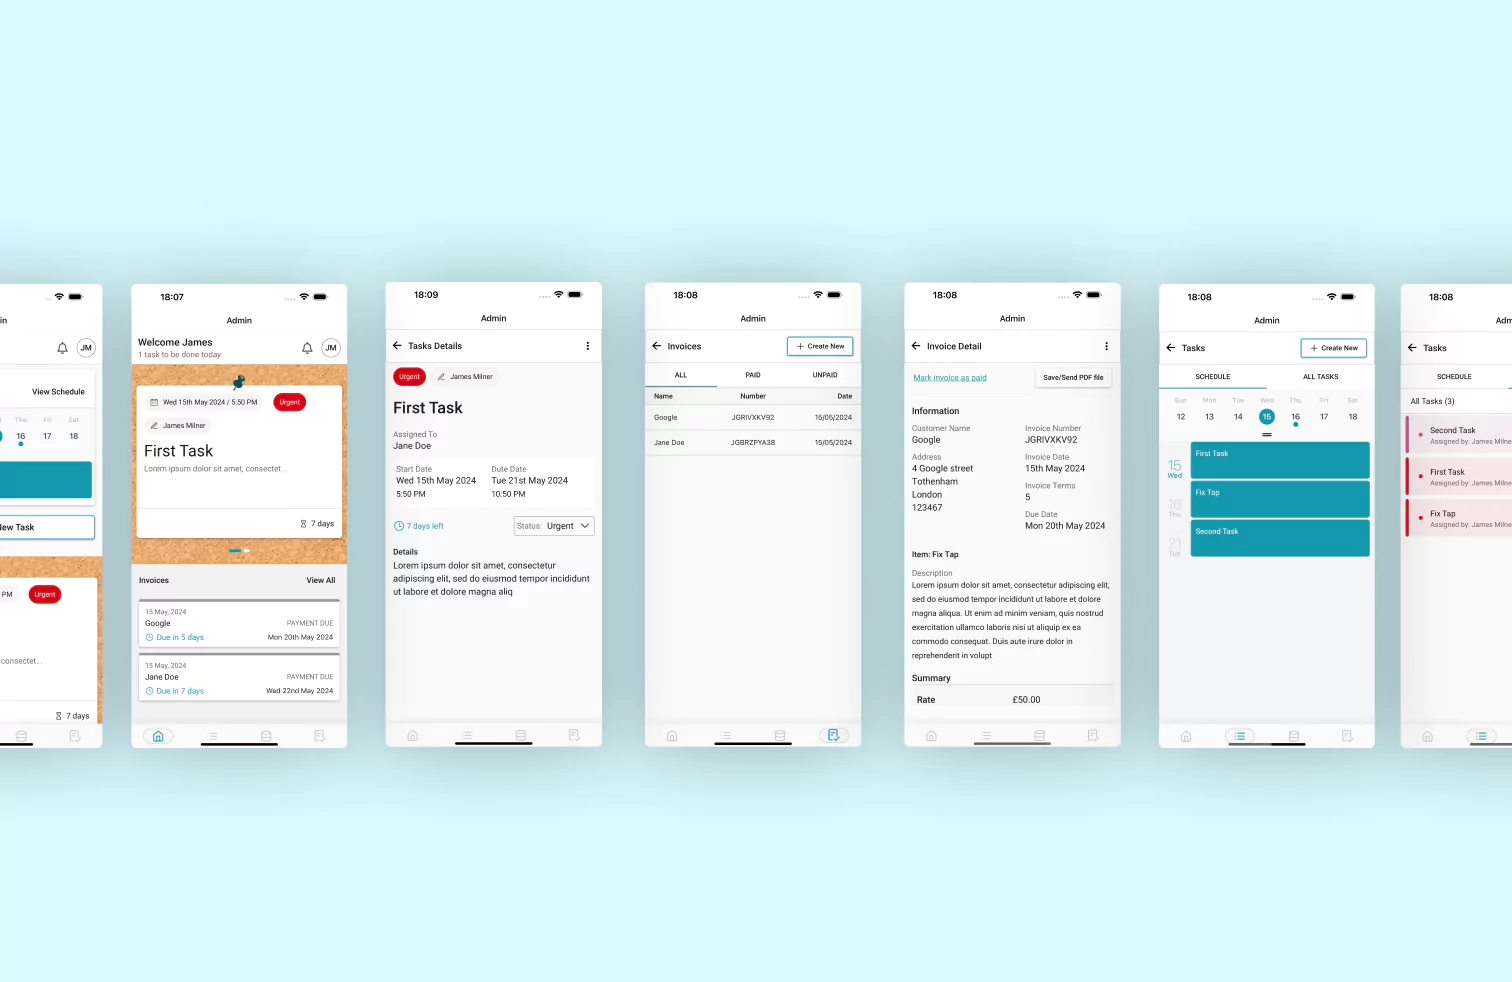 in
JM
View Schedule
Thu Fri Sat
16 17 18
ew Task
PM Urgent
consectet...
7 days
18:07
Admin
Welcome James
1 task to be done today
JM
Wed 15th May 2024 / 5:50 PM Urgent
James Milner
First Task
Lorem ipsum dolor sit amet, consectet...
7 days
Invoices View All
15 May, 2024
Google PAYMENT DUE
Due in 5 days Mon 20th May 2024
15 May, 2024
Jane Doe PAYMENT DUE
Due in 7 days Wed 22nd May 2024
18:09
Admin
Tasks Details
Urgent James Milner
First Task
Assigned To
Jane Doe
Start Date Dute Date
Wed 15th May 2024 Tue 21st May 2024
5:50 PM 10:50 PM
7 days left Status: Urgent
Details
Lorem ipsum dolor sit amet, consectetur
adipiscing elit, sed do eiusmod tempor incididunt
ut labore et dolore magna aliq
18:08
Admin
Invoices + Create New
ALL PAID UNPAID
Name Number Date
Google JGRIVXKV92 15/05/2024
Jane Doe JGBRZPYA38 15/05/2024
18:08
Admin
Invoice Detail
Mark invoice as paid Save/Send PDF file
Information
Customer Name Invoice Number
Google JGRIVXKV92
Address Invoice Date
4 Google street 15th May 2024
Tothenham Invoice Terms
London 5
123467 Due Date
Mon 20th May 2024
Item: Fix Tap
Description
Lorem ipsum dolor sit amet, consectetur adipiscing elit,
sed do eiusmod tempor incididunt ut labore et dolore
magna aliqua. Ut enim ad minim veniam, quis nostrud
exercitation ullamco laboris nisi ut aliquip ex ea
commodo consequat. Duis aute irure dolor in
reprehenderit in volupt
Summary
Rate £50.00
18:08
Admin
Tasks + Create New
SCHEDULE ALL TASKS
Sun Mon Tue Wed Thu Fri Sat
12 13 14 15 16 17 18
15 Wed First Task
16 Thu Fix Tap
21 Tue Second Task
18:08
Adm
Tasks
SCHEDULE
All Tasks (3)
Second Task
Assigned by: James Milne
First Task
Assigned by: James Milne
Fix Tap
Assigned by: James Milne